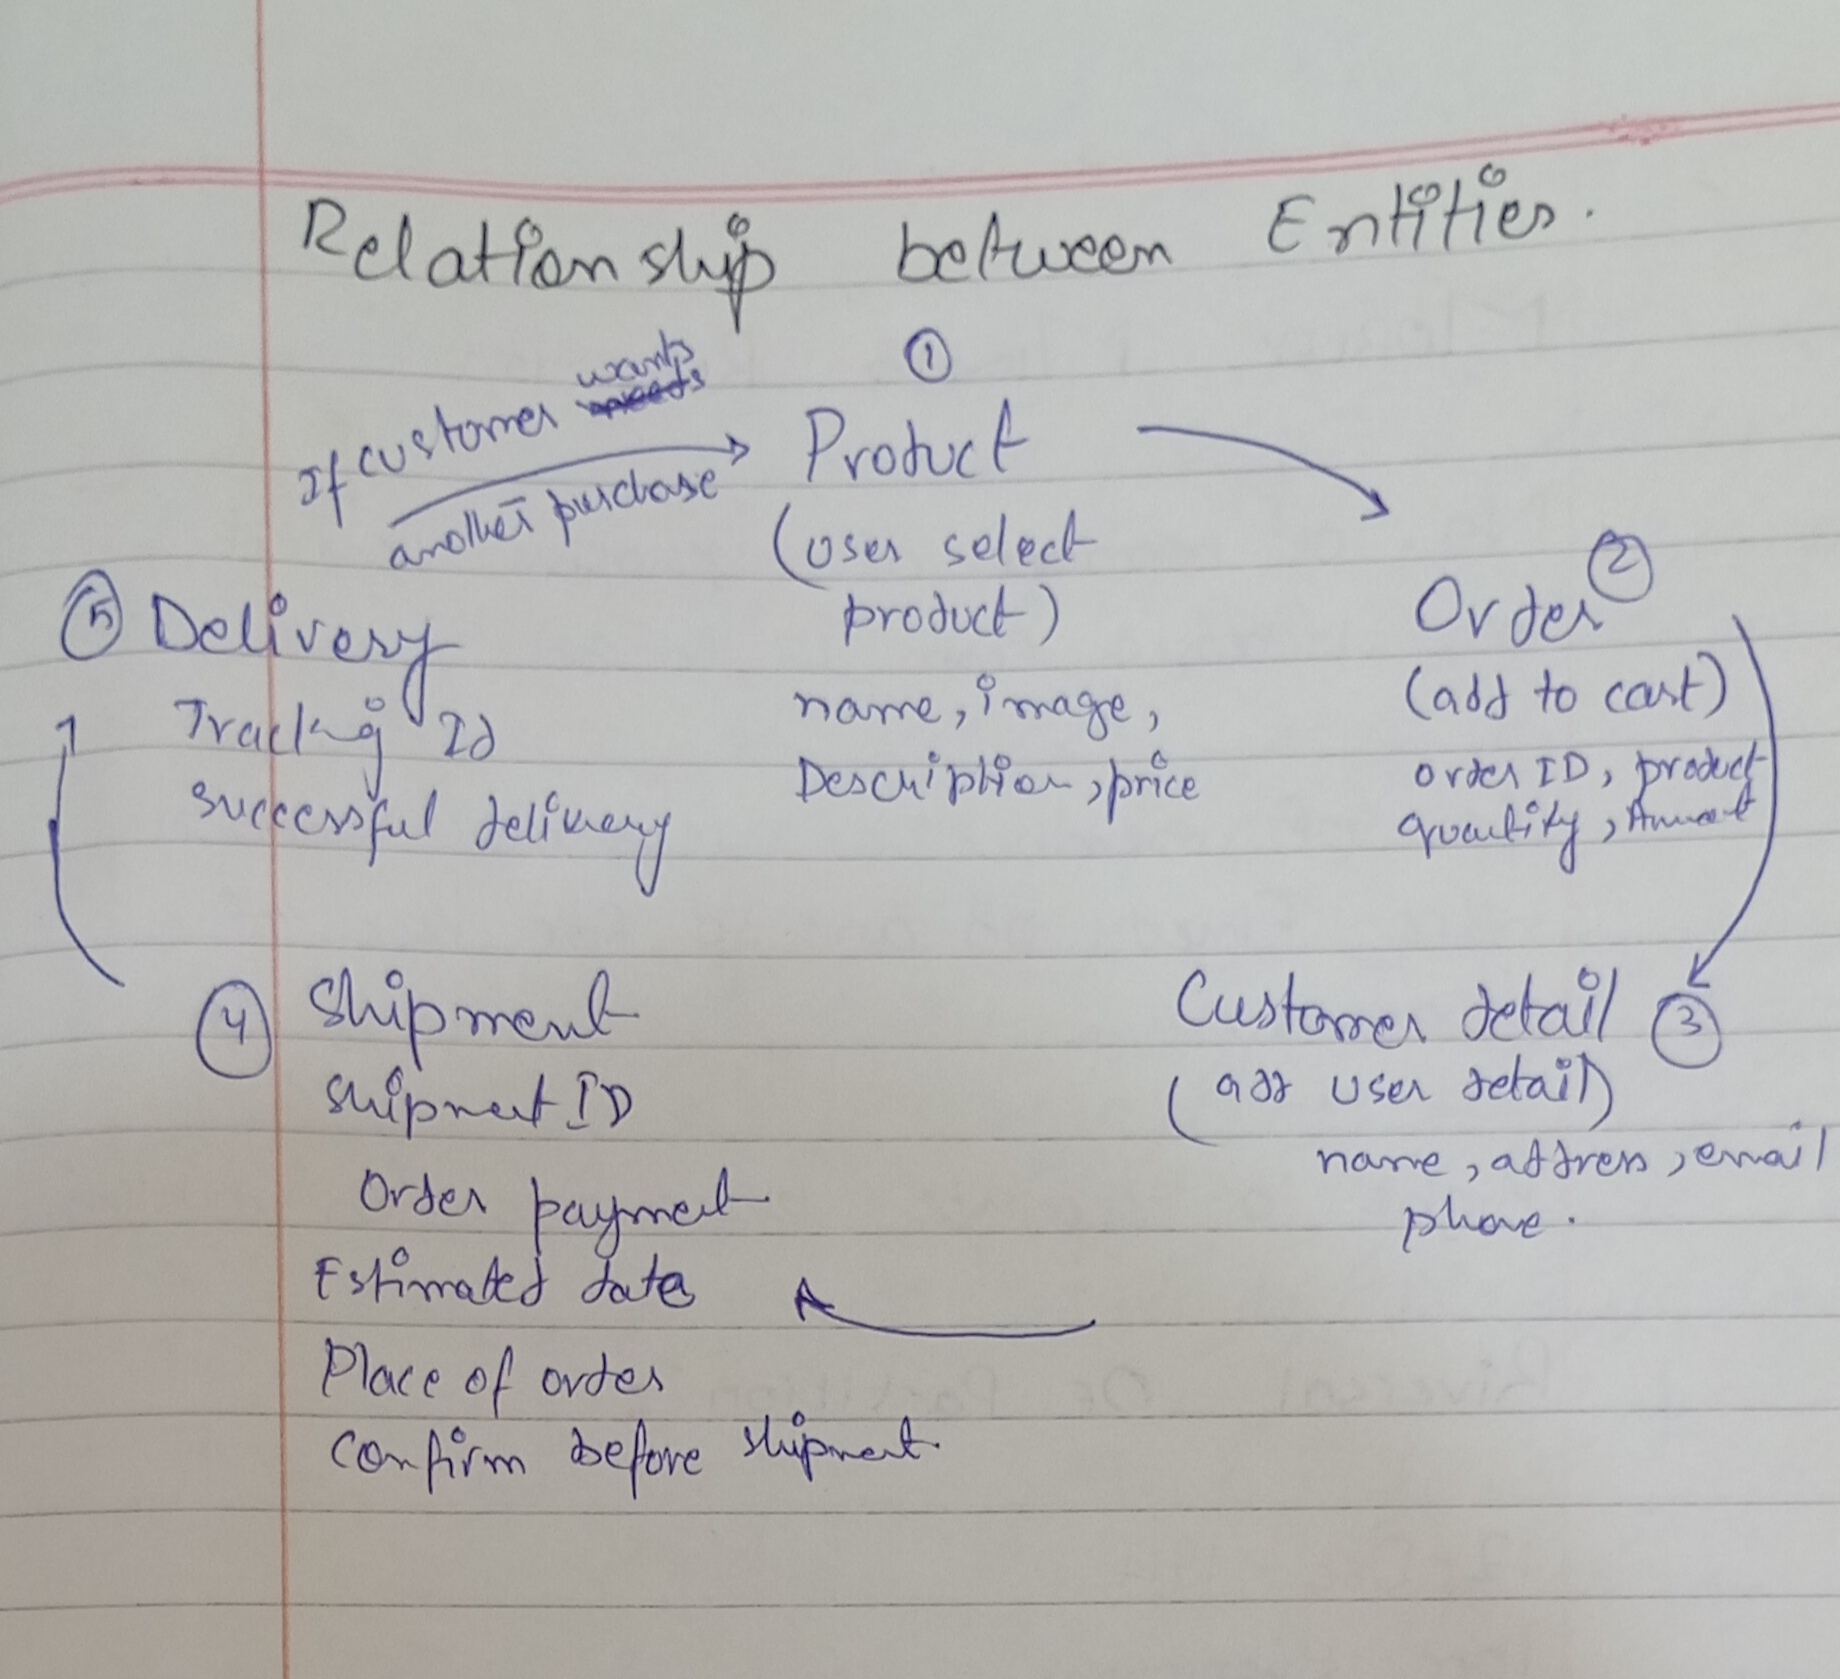 Relationship between Entities.
①
If customer wants
another purchase
Product
(User select
product)
name, image,
Description, price
②
Order
(add to cart)
order ID, product
quantity, Amount
Customer detail ③
(add user detail)
name, address, email
phone.
④ Shipment
Shipment ID
Order payment
Estimated date
Place of order
Confirm before shipment.
⑤ Delivery
Tracking Id
successful delivery